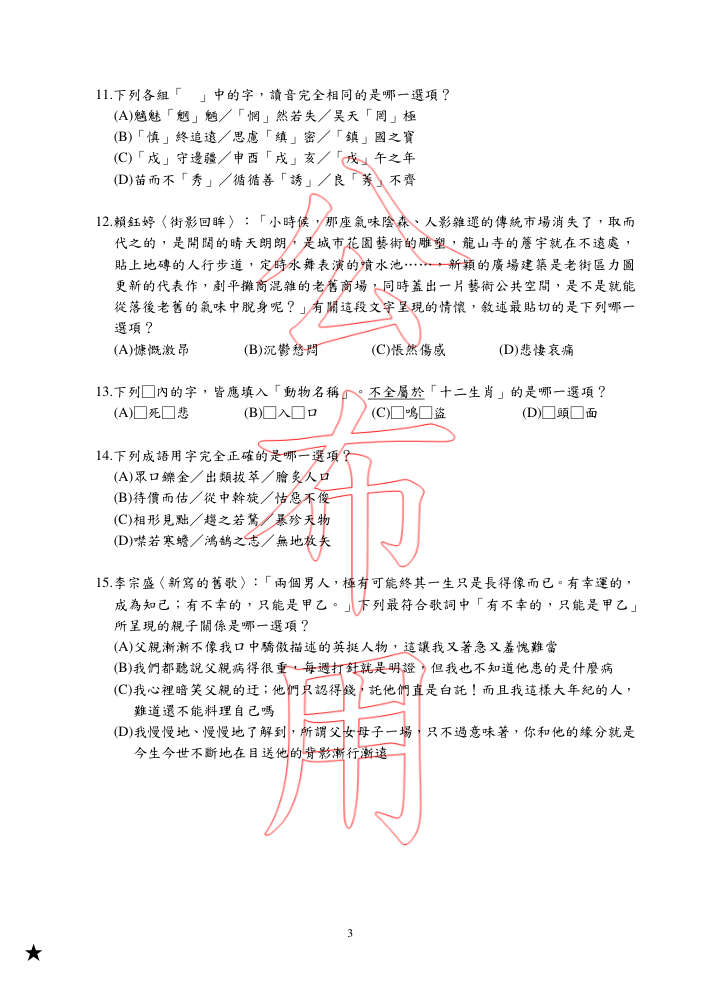 11.下列各組「　」中的字，讀音完全相同的是哪一選項？
(A)魑魅「魍」魎／「惘」然若失／昊天「罔」極
(B)「慎」終追遠／思慮「縝」密／「鎮」國之寶
(C)「戍」守邊疆／申酉「戌」亥／「戊」午之年
(D)苗而不「秀」／循循善「誘」／良「莠」不齊
12.賴鈺婷〈街影回眸〉：「小時候，那座氣味陰森、人影雜遝的傳統市場消失了，取而
代之的，是開闊的晴天朗朗，是城市花園藝術的雕塑，龍山寺的簷宇就在不遠處，
貼上地磚的人行步道，定時水舞表演的噴水池……，新穎的廣場建築是老街區力圖
更新的代表作，剷平攤商混雜的老舊商場，同時蓋出一片藝術公共空間，是不是就能
從落後老舊的氣味中脫身呢？」有關這段文字呈現的情懷，敘述最貼切的是下列哪一
選項？
(A)慷慨激昂 (B)沉鬱愁悶 (C)悵然傷感 (D)悲悽哀痛
13.下列□內的字，皆應填入「動物名稱」。不全屬於「十二生肖」的是哪一選項？
(A)□死□悲 (B)□入□口 (C)□鳴□盜 (D)□頭□面
14.下列成語用字完全正確的是哪一選項？
(A)眾口鑠金／出類拔萃／膾炙人口
(B)待價而估／從中斡旋／怙惡不俊
(C)相形見黜／趨之若鶩／暴殄天物
(D)噤若寒蟾／鴻鵠之志／無地放矢
15.李宗盛〈新寫的舊歌〉：「兩個男人，極有可能終其一生只是長得像而已。有幸運的，
成為知己；有不幸的，只能是甲乙。」下列最符合歌詞中「有不幸的，只能是甲乙」
所呈現的親子關係是哪一選項？
(A)父親漸漸不像我口中驕傲描述的英挺人物，這讓我又著急又羞愧難當
(B)我們都聽說父親病得很重，每週打針就是明證，但我也不知道他患的是什麼病
(C)我心裡暗笑父親的迂；他們只認得錢，託他們直是白託！而且我這樣大年紀的人，
難道還不能料理自己嗎
(D)我慢慢地、慢慢地了解到，所謂父女母子一場，只不過意味著，你和他的緣分就是
今生今世不斷地在目送他的背影漸行漸遠
公布用
3
★